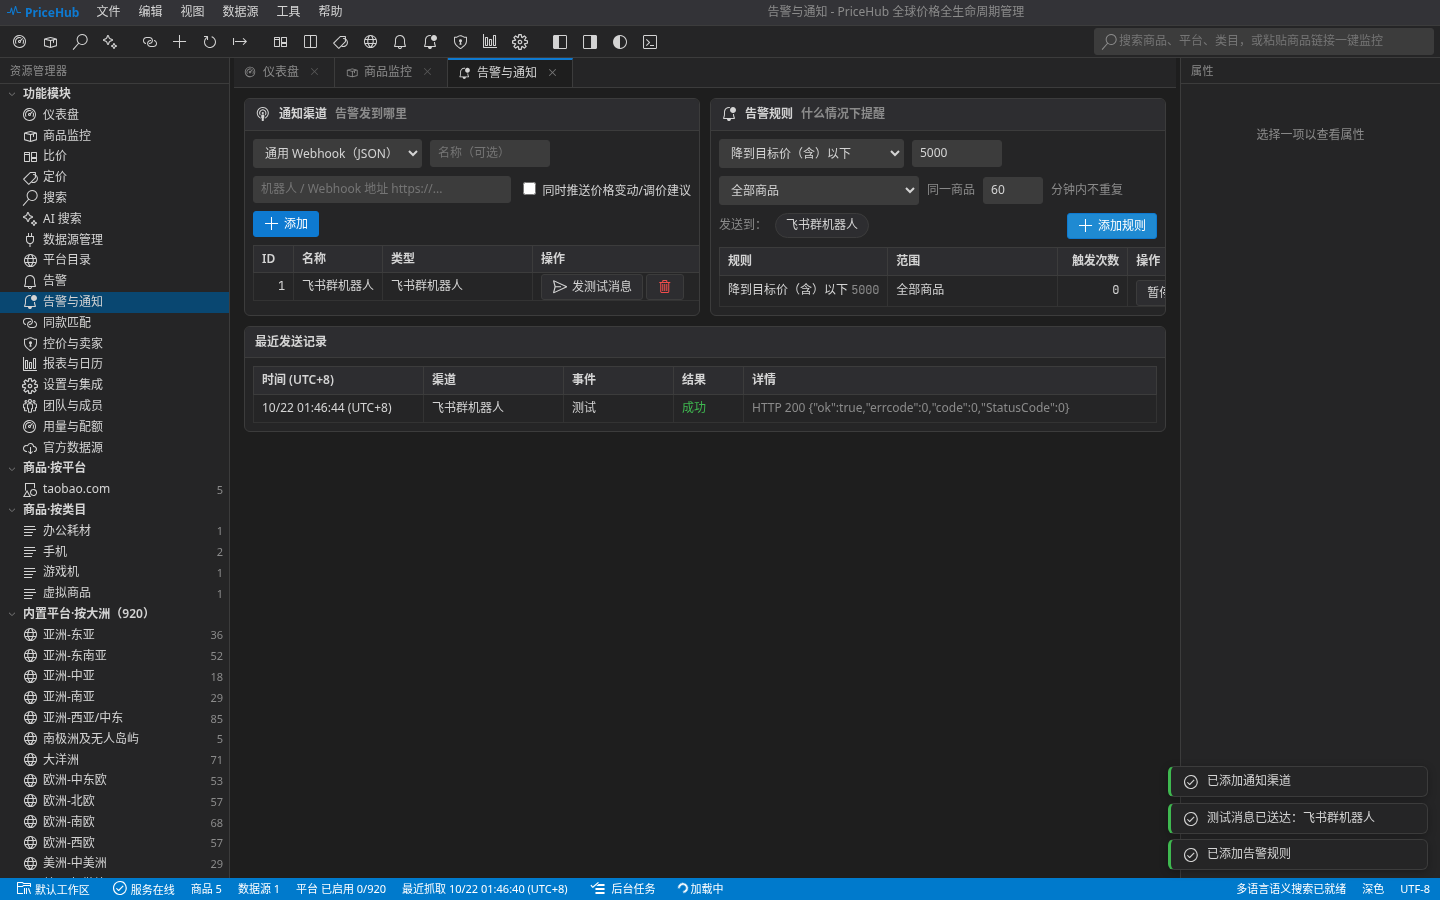 PriceHub 文件 编辑 视图 数据源 工具 帮助 告警与通知 - PriceHub 全球价格全生命周期管理
搜索商品、平台、类目，或粘贴商品链接一键监控
资源管理器
功能模块
仪表盘
商品监控
比价
定价
搜索
AI 搜索
数据源管理
平台目录
告警
告警与通知
同款匹配
控价与卖家
报表与日历
设置与集成
团队与成员
用量与配额
官方数据源
商品·按平台
taobao.com 5
商品·按类目
办公耗材 1
手机 2
游戏机 1
虚拟商品 1
内置平台·按大洲（920）
亚洲-东亚 36
亚洲-东南亚 52
亚洲-中亚 18
亚洲-南亚 29
亚洲-西亚/中东 85
南极洲及无人岛屿 5
大洋洲 71
欧洲-中东欧 53
欧洲-北欧 57
欧洲-南欧 68
欧洲-西欧 57
美洲-中美洲 29
仪表盘 商品监控 告警与通知
通知渠道 告警发到哪里
通用 Webhook（JSON） 名称（可选）
机器人 / Webhook 地址 https://... 同时推送价格变动/调价建议
添加
ID 名称 类型 操作
1 飞书群机器人 飞书群机器人 发测试消息
告警规则 什么情况下提醒
降到目标价（含）以下 5000
全部商品 同一商品 60 分钟内不重复
发送到： 飞书群机器人 添加规则
规则 范围 触发次数 操作
降到目标价（含）以下 5000 全部商品 0 暂
最近发送记录
时间 (UTC+8) 渠道 事件 结果 详情
10/22 01:46:44 (UTC+8) 飞书群机器人 测试 成功 HTTP 200 {"ok":true,"errcode":0,"code":0,"StatusCode":0}
属性
选择一项以查看属性
已添加通知渠道
测试消息已送达：飞书群机器人
已添加告警规则
默认工作区 服务在线 商品 5 数据源 1 平台 已启用 0/920 最近抓取 10/22 01:46:40 (UTC+8) 后台任务 加载中 多语言语义搜索已就绪 深色 UTF-8